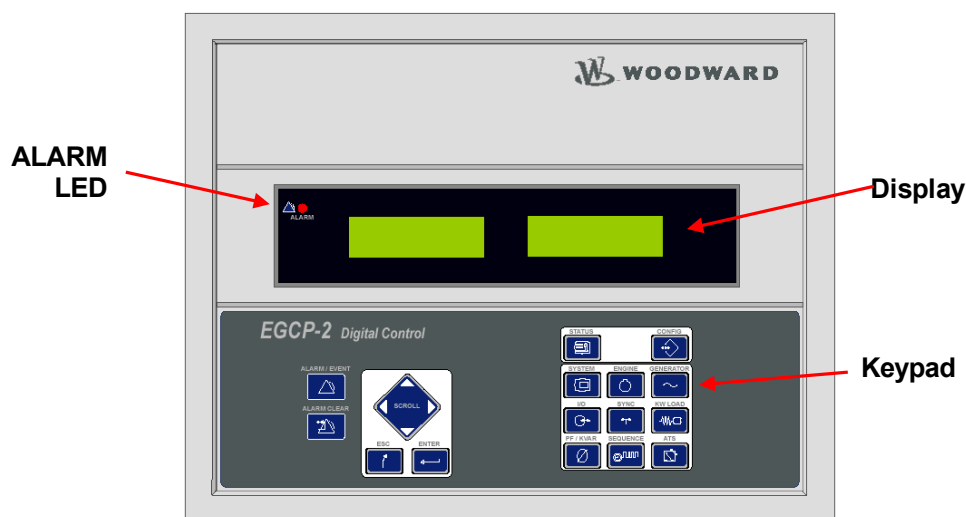 WOODWARD
ALARM
LED
ALARM
Display
EGCP-2 Digital Control
STATUS CONFIG
ALARM / EVENT
SYSTEM ENGINE GENERATOR
Keypad
ALARM CLEAR
SCROLL
I/O SYNC KW LOAD
ESC ENTER
PF / KVAR SEQUENCE ATS